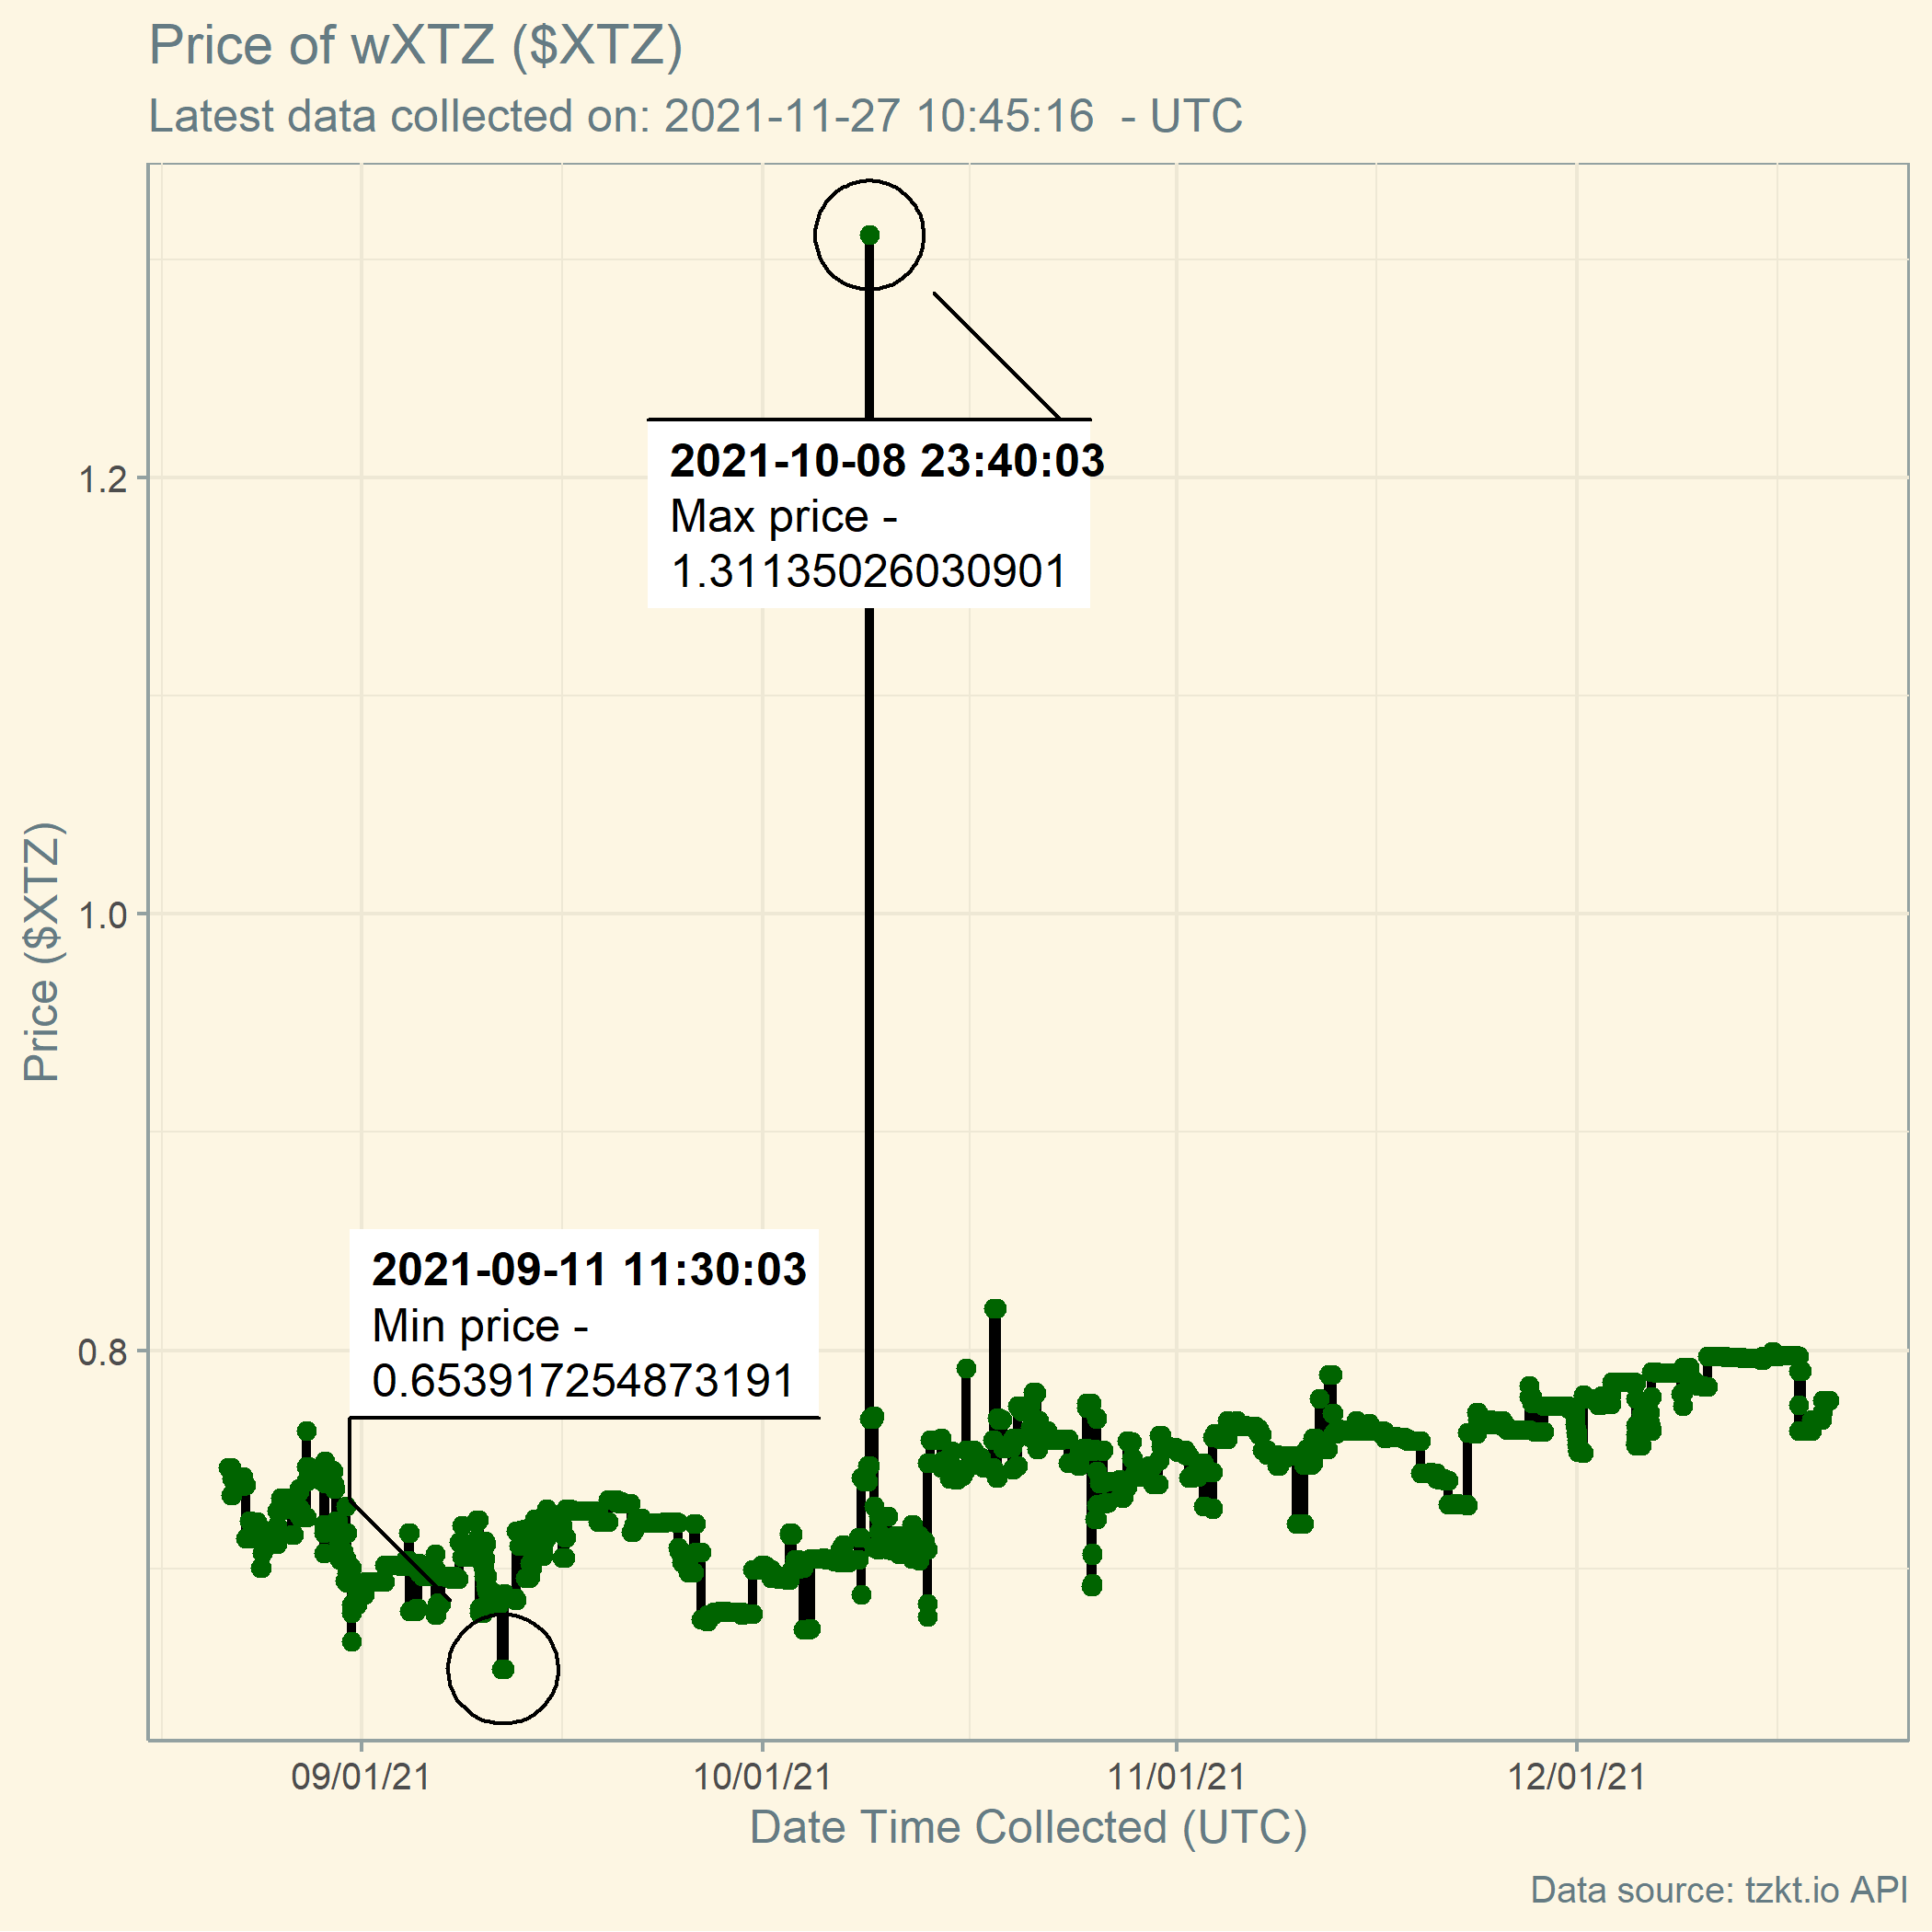 Price of wXTZ ($XTZ)
Latest data collected on: 2021-11-27 10:45:16  - UTC
2021-10-08 23:40:03
Max price -
1.31135026030901
2021-09-11 11:30:03
Min price -
0.653917254873191
1.2
1.0
0.8
Price ($XTZ)
09/01/21
10/01/21
11/01/21
12/01/21
Date Time Collected (UTC)
Data source: tzkt.io API